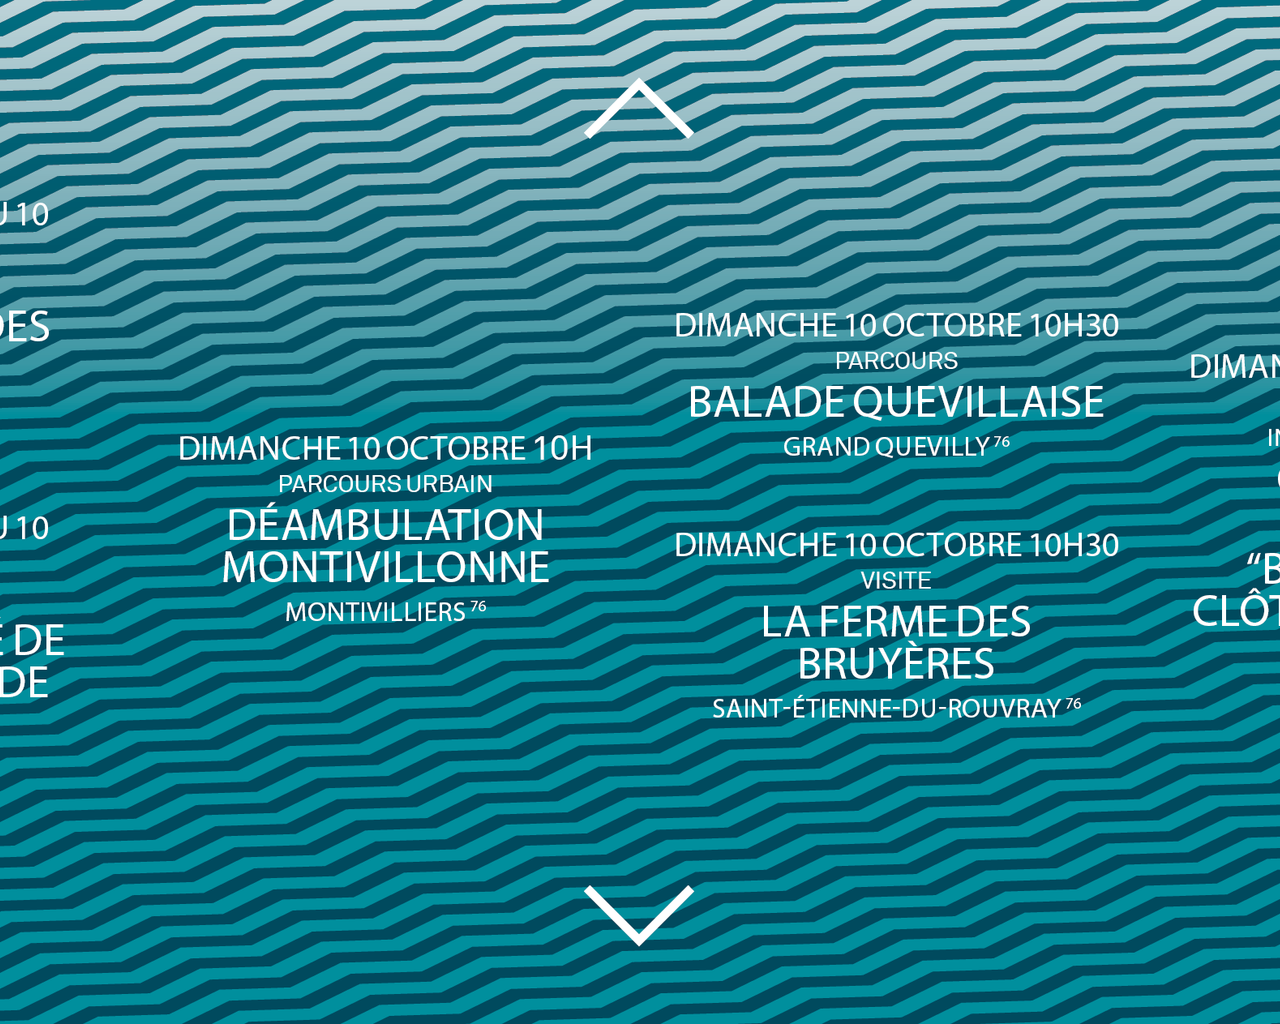 U 10
DES
U 10
DE
DE
DIMANCHE 10 OCTOBRE 10H
PARCOURS URBAIN
DÉAMBULATION
MONTIVILLONNE
MONTIVILLIERS 76
DIMANCHE 10 OCTOBRE 10H30
PARCOURS
BALADE QUEVILLAISE
GRAND QUEVILLY 76
DIMANCHE 10 OCTOBRE 10H30
VISITE
LA FERME DES
BRUYÈRES
SAINT-ÉTIENNE-DU-ROUVRAY 76
DIMAN
“B
CLÔT